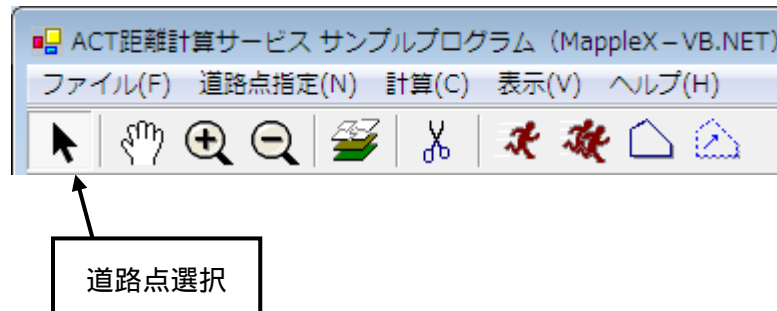 ACT距離計算サービス サンプルプログラム（MappleX－VB.NET）
ファイル(F) 道路点指定(N) 計算(C) 表示(V) ヘルプ(H)
道路点選択